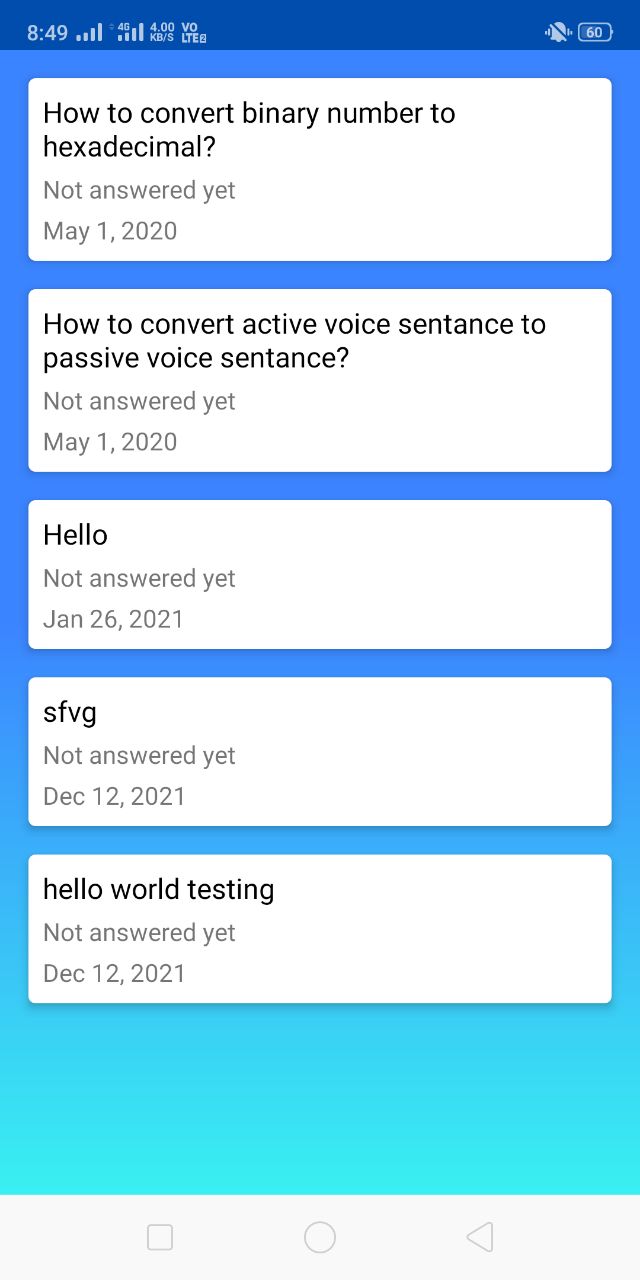 8:49 4G 4.00 KB/S VO LTE2 60
How to convert binary number to
hexadecimal?
Not answered yet
May 1, 2020
How to convert active voice sentance to
passive voice sentance?
Not answered yet
May 1, 2020
Hello
Not answered yet
Jan 26, 2021
sfvg
Not answered yet
Dec 12, 2021
hello world testing
Not answered yet
Dec 12, 2021